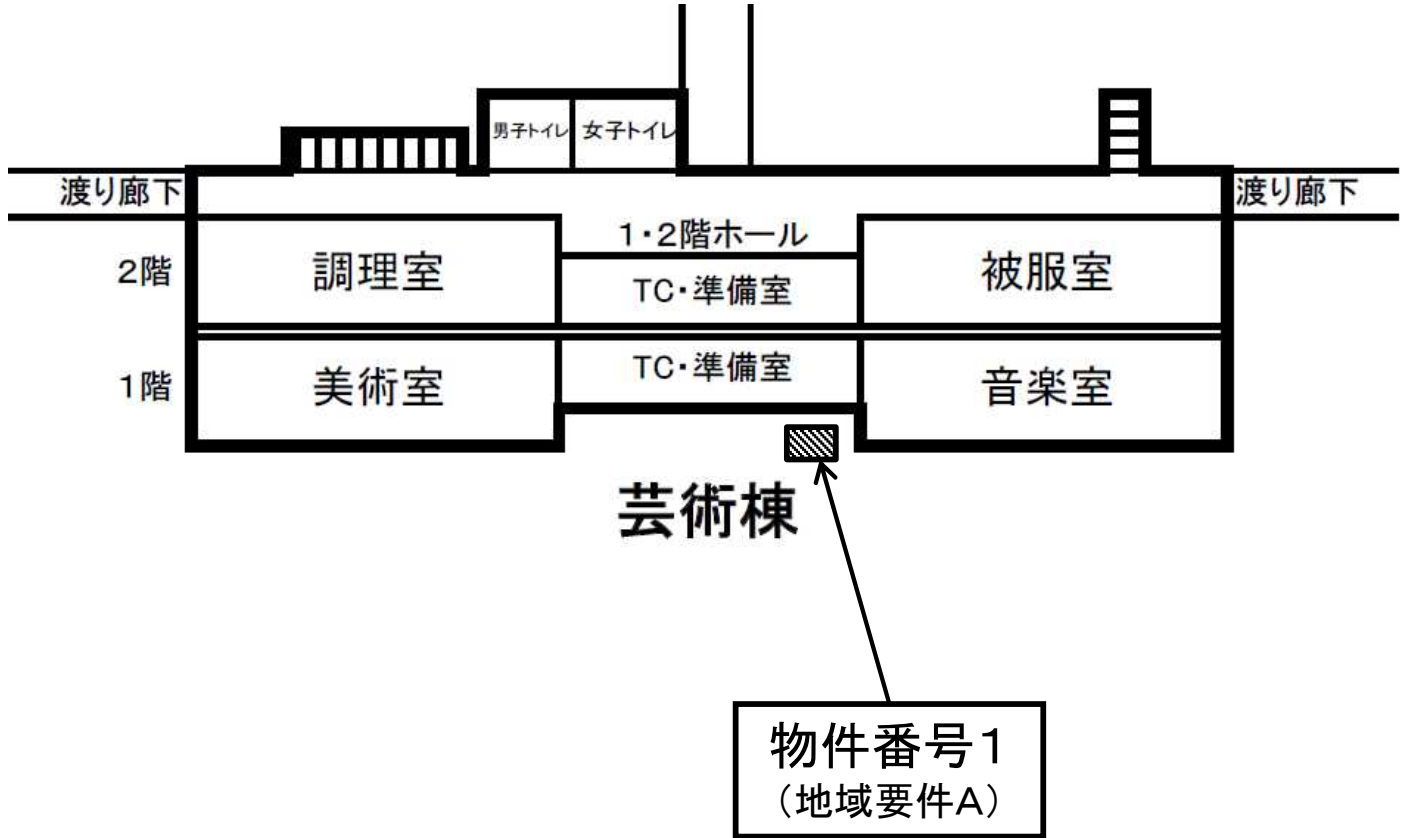 男子トイレ
女子トイレ
渡り廊下
渡り廊下
1・2階ホール
2階
調理室
TC・準備室
被服室
1階
美術室
TC・準備室
音楽室
芸術棟
物件番号1
（地域要件A）